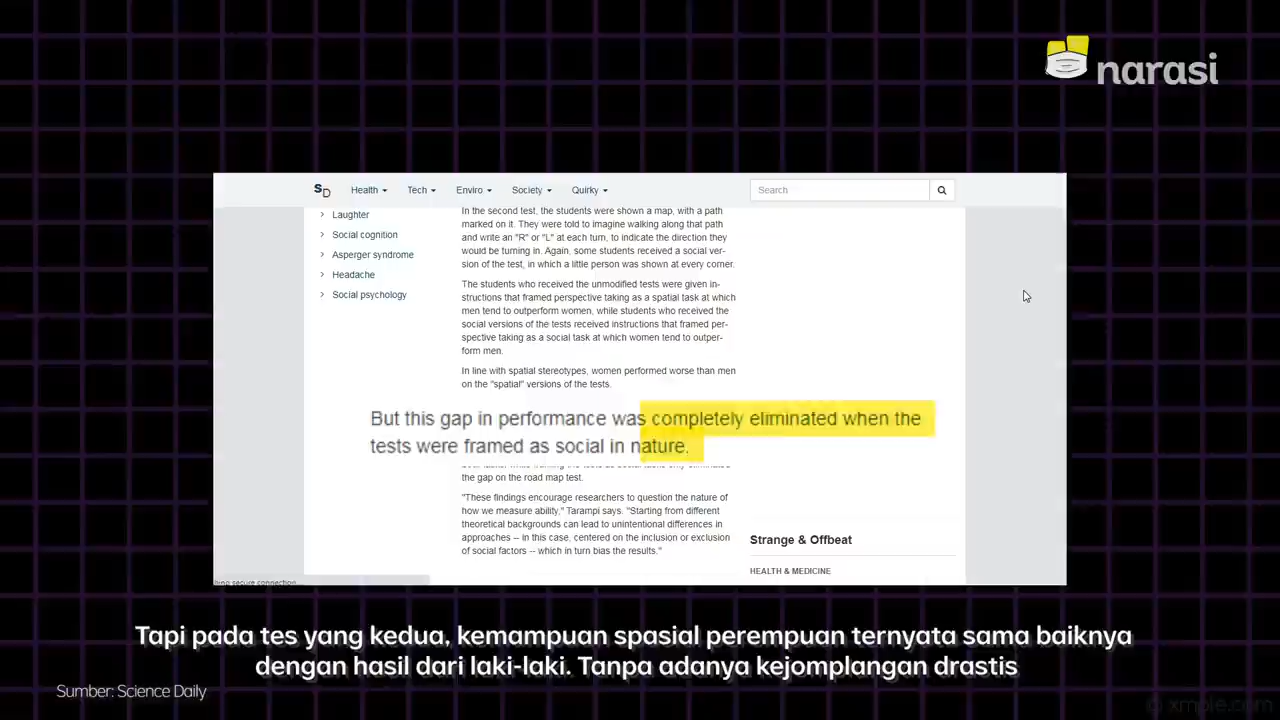 narasi
SD
Health
Tech
Enviro
Society
Quirky
Search
Laughter
Social cognition
Asperger syndrome
Headache
Social psychology
In the second test, the students were shown a map, with a path
marked on it. They were told to imagine walking along that path
and write an "R" or "L" at each turn, to indicate the direction they
would be turning in. Again, some students received a social ver-
sion of the test, in which a little person was shown at every corner.
The students who received the unmodified tests were given in-
structions that framed perspective taking as a spatial task at which
men tend to outperform women, while students who received the
social versions of the tests received instructions that framed per-
spective taking as a social task at which women tend to outper-
form men.
In line with spatial stereotypes, women performed worse than men
on the "spatial" versions of the tests.
But this gap in performance was completely eliminated when the
tests were framed as social in nature.
the gap on the road map test.
"These findings encourage researchers to question the nature of
how we measure ability," Tarampi says. "Starting from different
theoretical backgrounds can lead to unintentional differences in
approaches -- in this case, centered on the inclusion or exclusion
of social factors -- which in turn bias the results."
Strange & Offbeat
HEALTH & MEDICINE
secure connection...
Tapi pada tes yang kedua, kemampuan spasial perempuan ternyata sama baiknya
dengan hasil dari laki-laki. Tanpa adanya kejomplangan drastis
Sumber: Science Daily